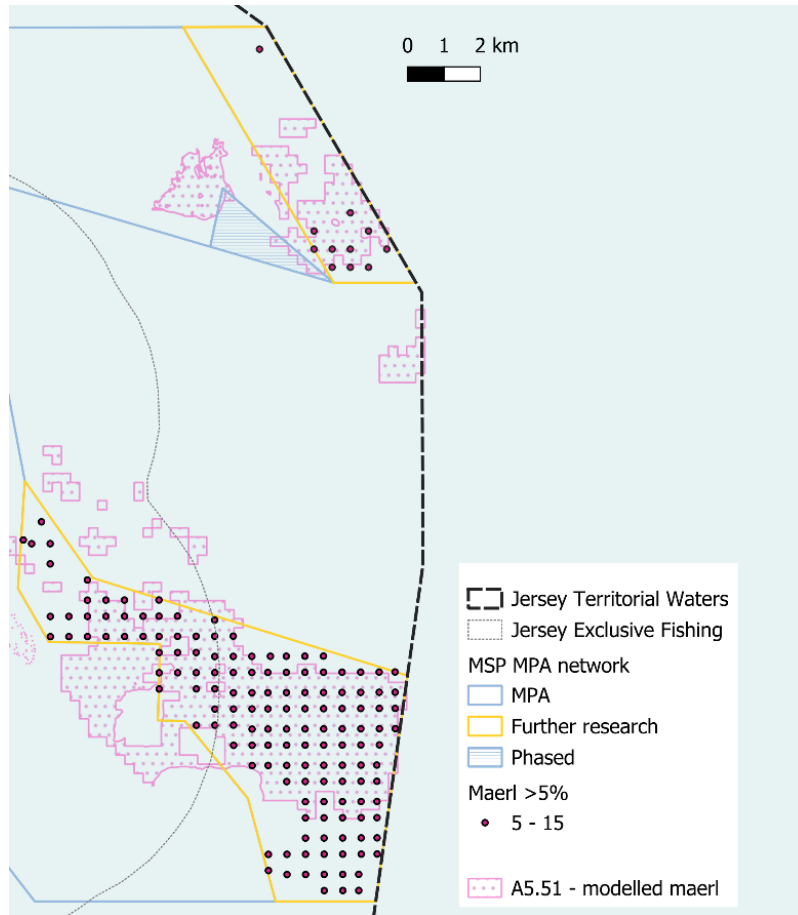 0 1 2 km
Jersey Territorial Waters
Jersey Exclusive Fishing
MSP MPA network
MPA
Further research
Phased
Maerl >5%
5 - 15
A5.51 - modelled maerl